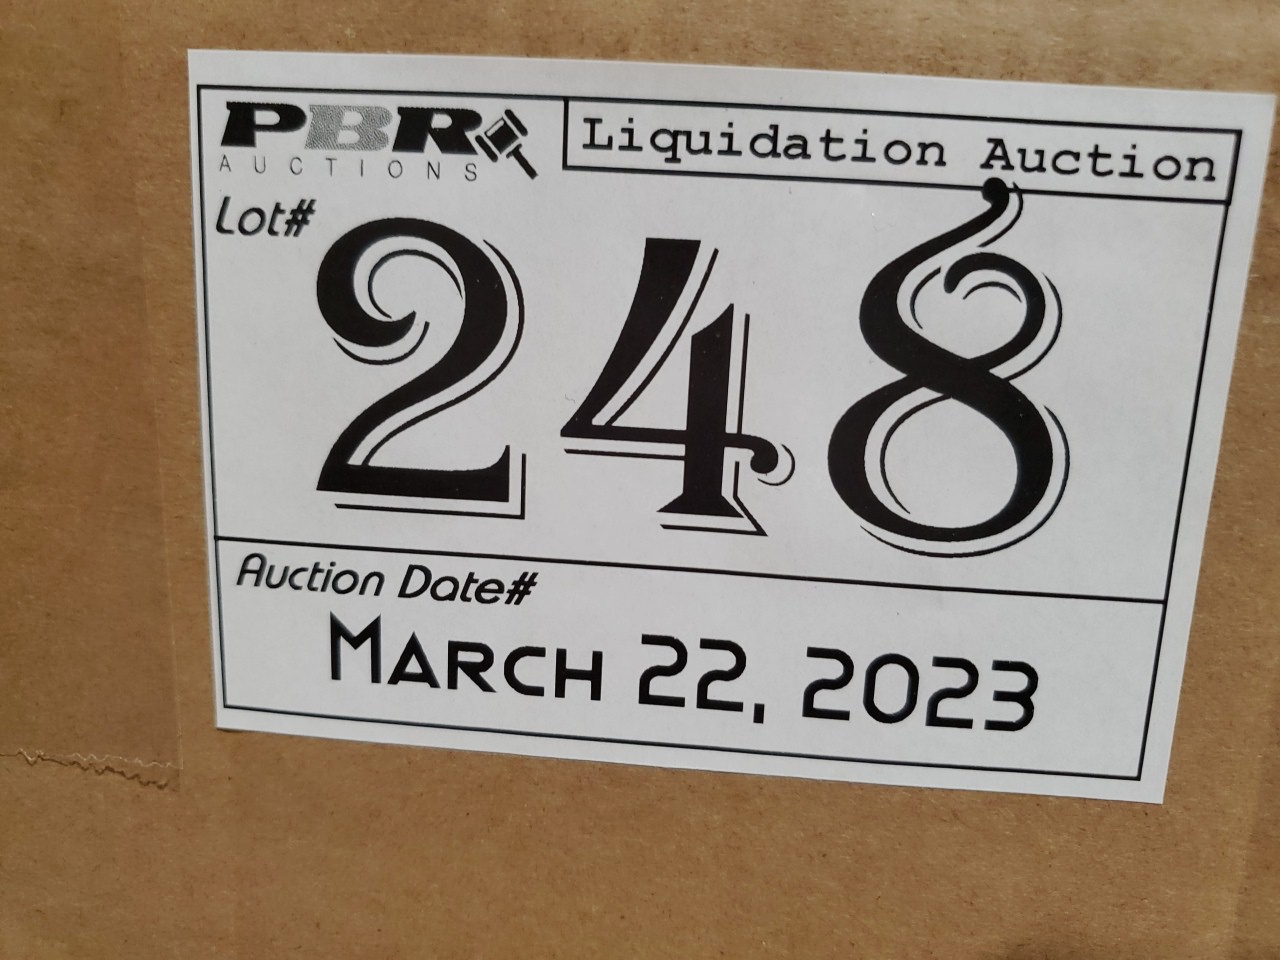 PBR
AUCTIONS
Liquidation Auction
Lot#
248
Auction Date#
March 22, 2023